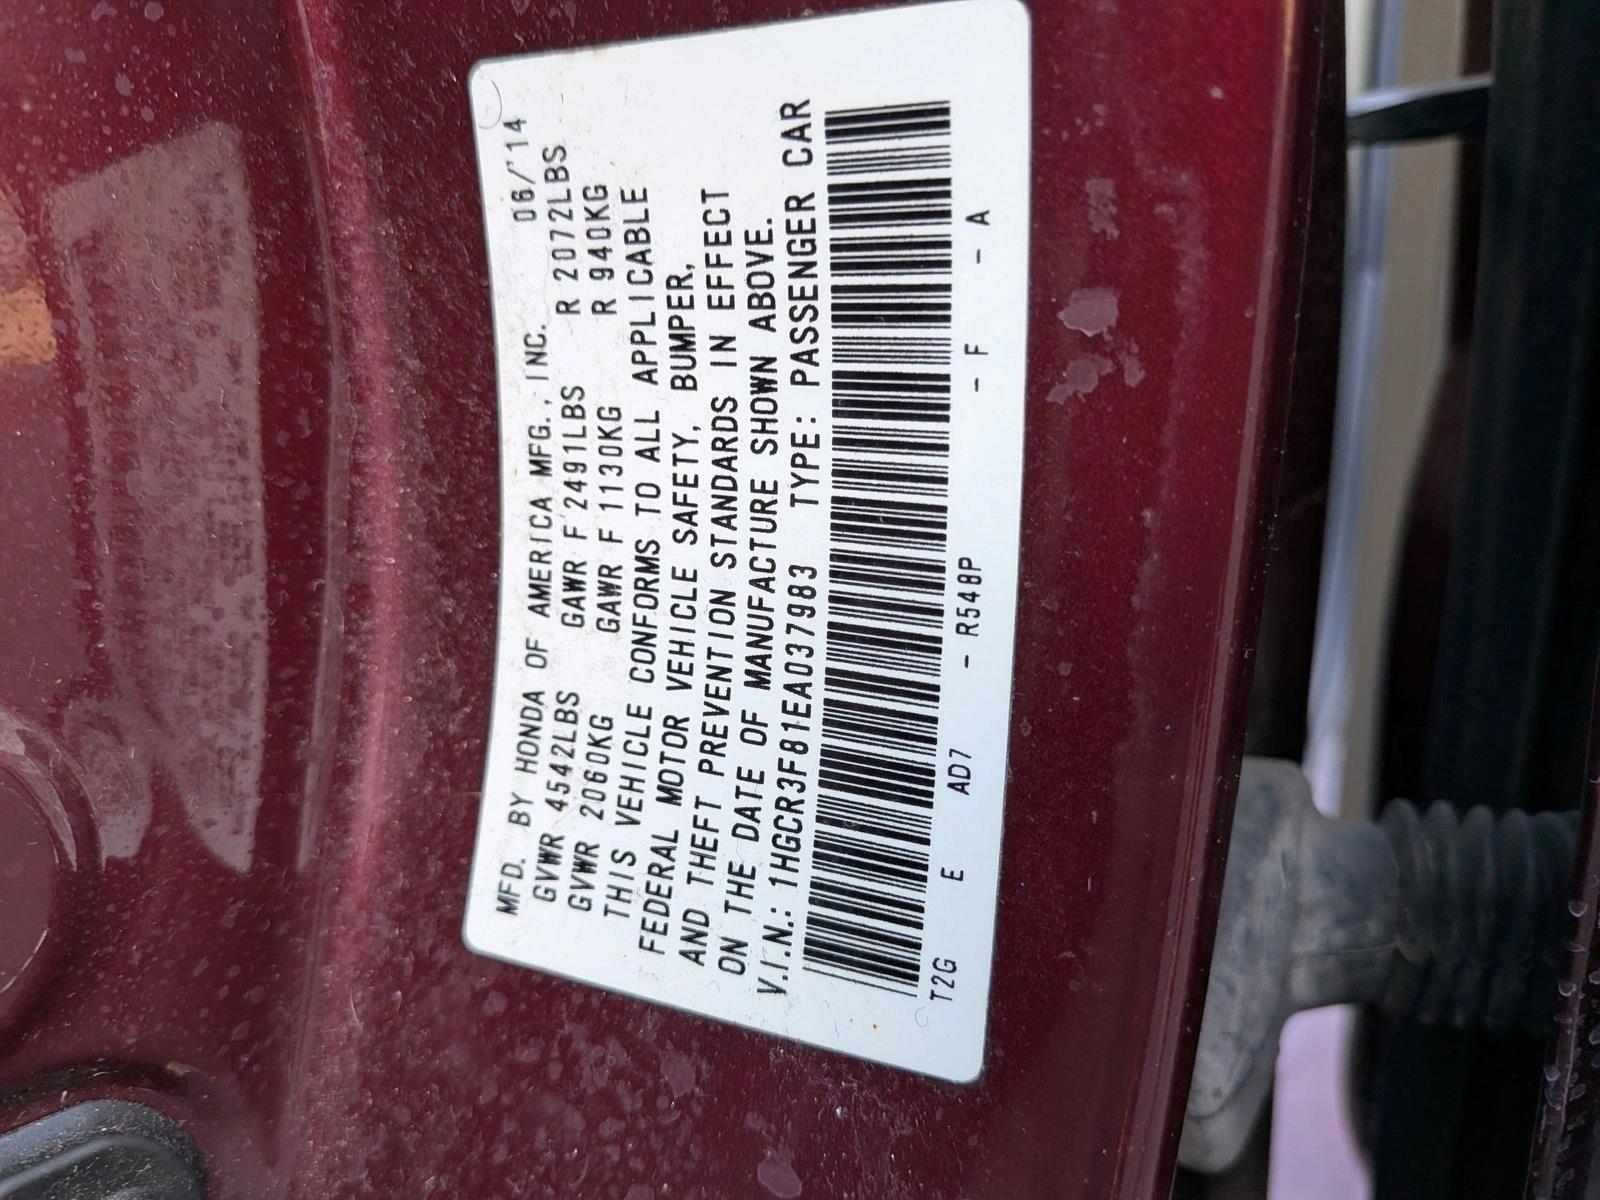 MFD. BY HONDA OF AMERICA MFG., INC. 06/'14
GVWR 4542LBS GAWR F 2491LBS R 2072LBS
GVWR 2060KG GAWR F 1130KG R 940KG
THIS VEHICLE CONFORMS TO ALL APPLICABLE
FEDERAL MOTOR VEHICLE SAFETY, BUMPER,
AND THEFT PREVENTION STANDARDS IN EFFECT
ON THE DATE OF MANUFACTURE SHOWN ABOVE.
V.I.N.: 1HGCR3F81EA037983 TYPE: PASSENGER CAR
T2G E AD7 - R548P - F - A